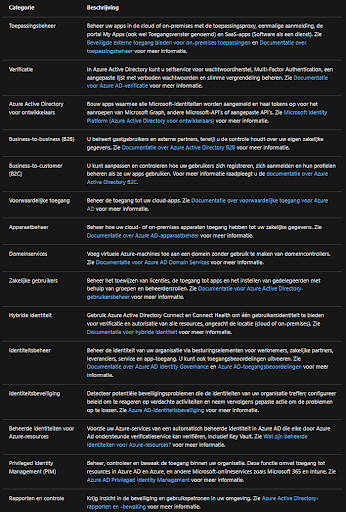 Categorie Beschrijving
Toepassingsbeheer Beheer uw apps in de cloud of on-premises met de toepassingsproxy, eenmalige aanmelding, de
portal Mijn Apps (ook wel Toegangsvenster genoemd) en SaaS-apps (Software als een dienst). Zie
Beveiligde externe toegang bieden voor on-premises toepassingen en Documentatie over
toepassingsbeheer voor meer informatie.
Verificatie In Azure Active Directory kunt u selfservice voor wachtwoordherstel, Multi-Factor Authentication, een
aangepaste lijst met verboden wachtwoorden en slimme vergrendeling beheren. Zie Documentatie
voor Azure AD-verificatie voor meer informatie.
Azure Active Directory Bouw apps waarmee alle Microsoft-identiteiten worden aangemeld en haal tokens op voor het
voor ontwikkelaars aanroepen van Microsoft Graph, andere Microsoft-API's of aangepaste API's. Zie Microsoft Identity
Platform (Azure Active Directory voor ontwikkelaars) voor meer informatie.
Business-to-business (B2B) U beheert gastgebruikers en externe partners, terwijl u de controle houdt over uw eigen zakelijke
gegevens. Zie Documentatie over Azure Active Directory B2B voor meer informatie.
Business-to-customer U kunt aanpassen en controleren hoe uw gebruikers zich registreren, zich aanmelden en hun profielen
(B2C) beheren als ze uw apps gebruiken. Voor meer informatie raadpleegt u de documentatie over Azure
Active Directory B2C.
Voorwaardelijke toegang Beheer de toegang tot uw cloud-apps. Zie Documentatie over voorwaardelijke toegang voor Azure
AD voor meer informatie.
Apparaatbeheer Beheer hoe uw cloud- of on-premises apparaten toegang hebben tot uw zakelijke gegevens. Zie
Documentatie over Azure AD-apparaatbeheer voor meer informatie.
Domeinservices Voeg virtuele Azure-machines toe aan een domein zonder gebruik te maken van domeincontrollers.
Zie Documentatie voor Azure AD Domain Services voor meer informatie.
Zakelijke gebruikers Beheer het toewijzen van licenties, de toegang tot apps en het instellen van gedelegeerden met
behulp van groepen en beheerdersrollen. Zie Documentatie voor Azure Active Directory-
gebruikersbeheer voor meer informatie.
Hybride identiteit Gebruik Azure Active Directory Connect en Connect Health om één gebruikersidentiteit te bieden
voor verificatie en autorisatie van alle resources, ongeacht de locatie (cloud of on-premises). Zie
Documentatie voor hybride identiteit voor meer informatie.
Identiteitsbeheer Beheer de identiteit van uw organisatie via besturingselementen voor werknemers, zakelijke partners,
leveranciers, service en app-toegang. U kunt ook toegangsbeoordelingen uitvoeren. Zie
Documentatie over Azure AD Identity Governance en Azure AD-toegangsbeoordelingen voor meer
informatie.
Identiteitsbeveiliging Detecteer potentiële beveiligingsproblemen die de identiteiten van uw organisatie treffen; configureer
beleid om te reageren op verdachte activiteiten en neem vervolgens gepaste actie om de problemen
op te lossen. Zie Azure AD-identiteitsbeveiliging voor meer informatie.
Beheerde identiteiten voor Voorzie uw Azure-services van een automatisch beheerde identiteit in Azure AD die elke door Azure
Azure-resources AD ondersteunde verificatieservice kan verifiëren, inclusief Key Vault. Zie Wat zijn beheerde
identiteiten voor Azure-resources? voor meer informatie.
Privileged Identity Beheer, controleer en bewaak de toegang binnen uw organisatie. Deze functie omvat toegang tot
Management (PIM) resources in Azure AD en Azure, en andere Microsoft-onlineservices zoals Microsoft 365 en Intune. Zie
Azure AD Privileged Identity Management voor meer informatie.
Rapporten en controle Krijg inzicht in de beveiliging en gebruikspatronen in uw omgeving. Zie Azure Active Directory-
rapporten en -bewaking voor meer informatie.